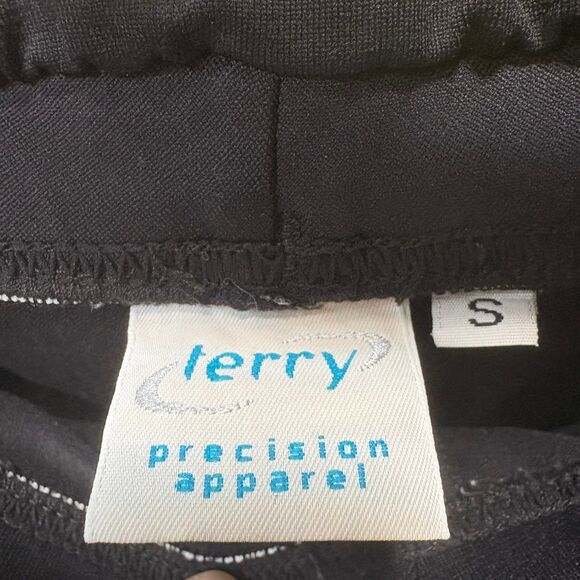 terry
S
precision
apparel